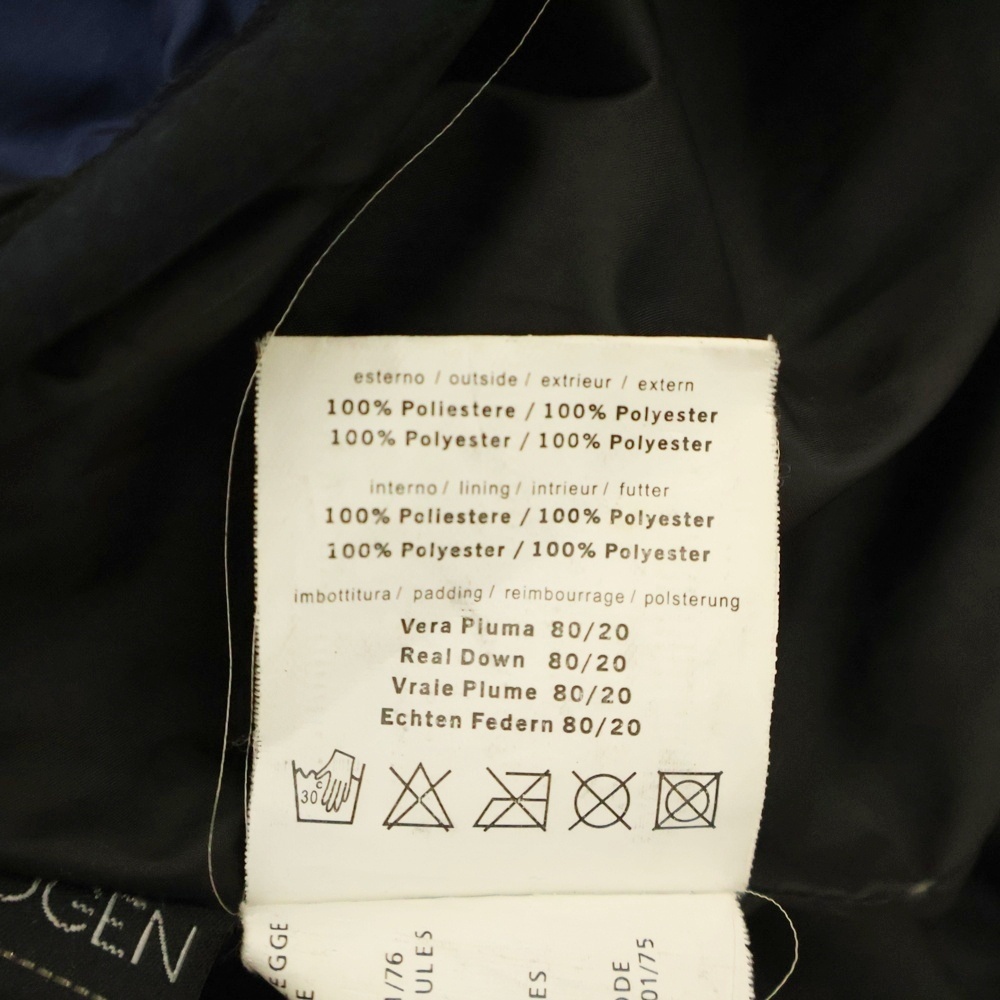 esterno / outside / extrieur / extern
100% Poliestere / 100% Polyester
100% Polyester / 100% Polyester
interno / lining / intrieur / futter
100% Poliestere / 100% Polyester
100% Polyester / 100% Polyester
imbottitura / padding / reimbourrage / polsterung
Vera Piuma 80/20
Real Down 80/20
Vraie Plume 80/20
Echten Federn 80/20
30°C